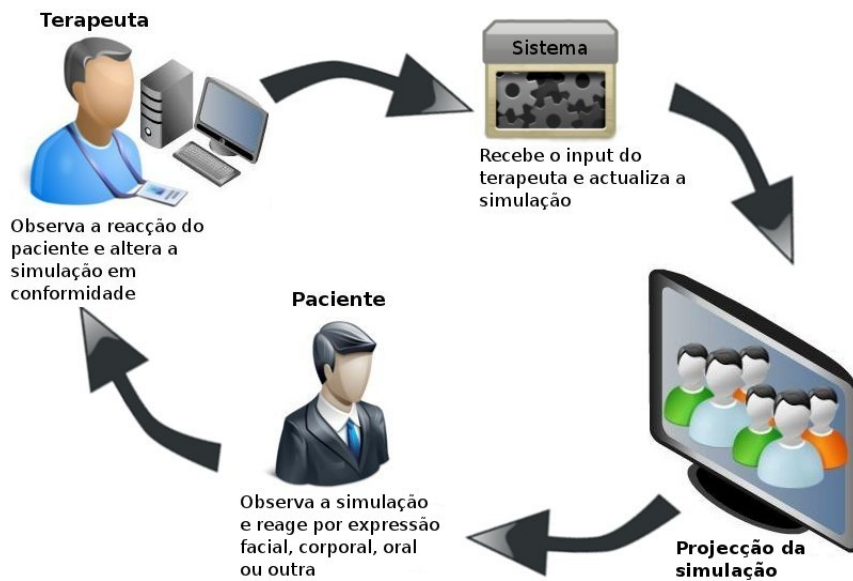 Terapeuta
Observa a reacção do
paciente e altera a
simulação em
conformidade
Sistema
Recebe o input do
terapeuta e actualiza a
simulação
Projecção da
simulação
Paciente
Observa a simulação
e reage por expressão
facial, corporal, oral
ou outra